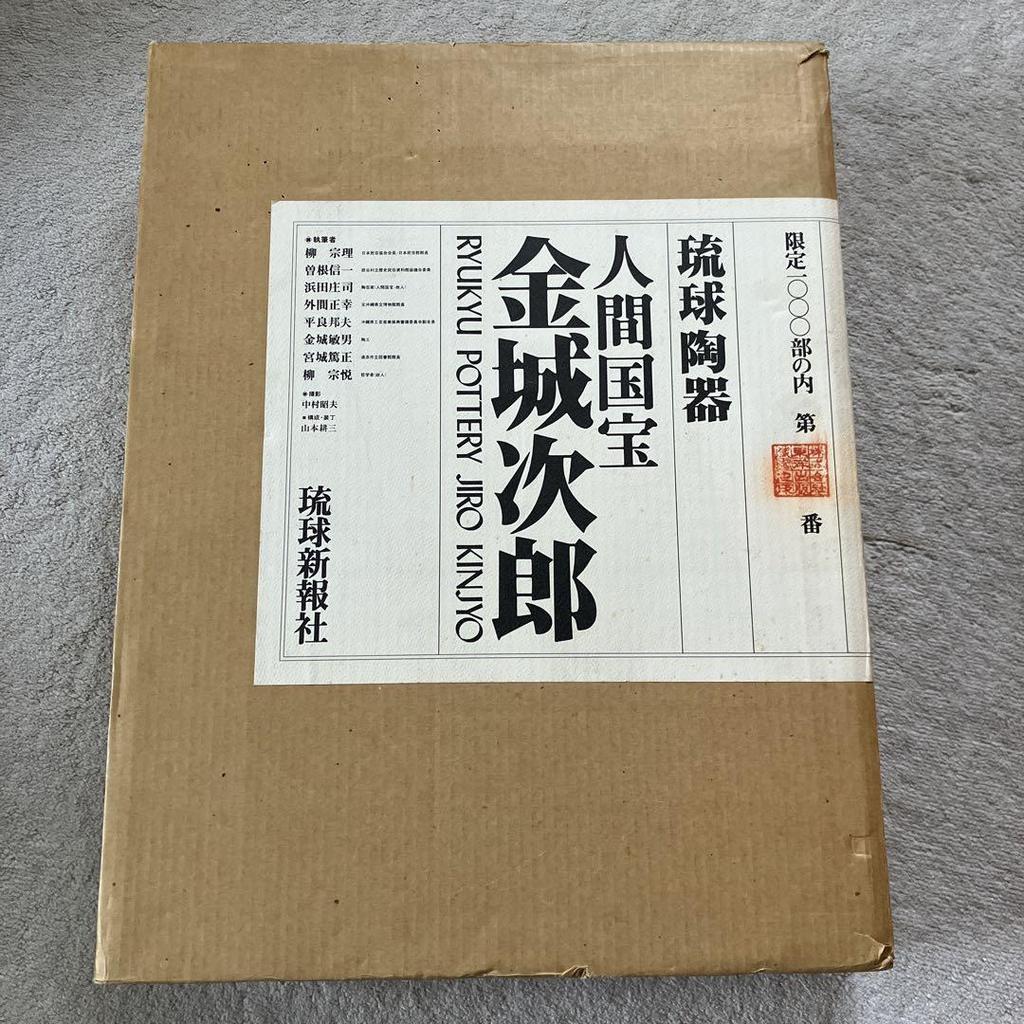 限定一〇〇〇部の内 第 番
琉球陶器
人間国宝
金城次郎
RYUKYU POTTERY JIRO KINJYO
執筆者
柳 宗理
曽根信一
浜田庄司
外間正幸
平良邦夫
金城敏男 陶工
宮城篤正
柳 宗悦
撮影
中村昭夫
構成・装丁
山本耕三
琉球新報社